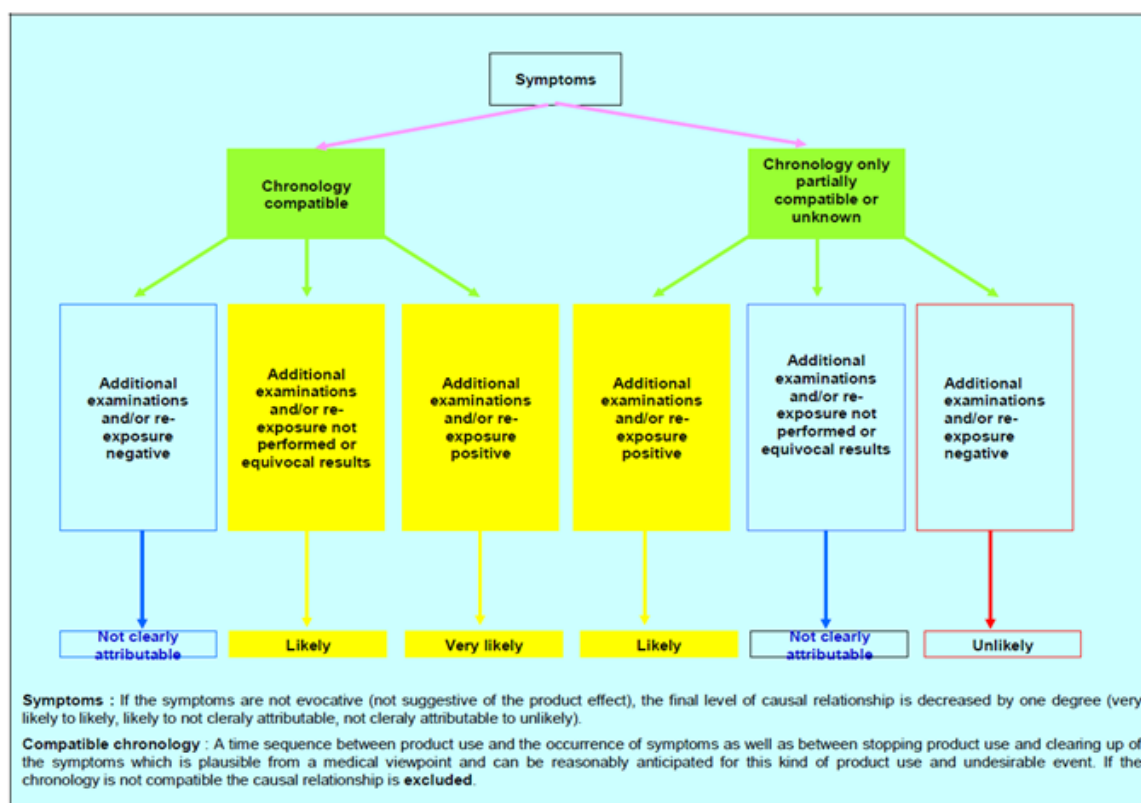 Symptoms
Chronology
compatible
Chronology only
partially
compatible or
unknown
Additional
examinations
and/or re-
exposure
negative
Additional
examinations
and/or re-
exposure not
performed or
equivocal results
Additional
examinations
and/or re-
exposure
positive
Additional
examinations
and/or re-
exposure
positive
Additional
examinations
and/or re-
exposure not
performed or
equivocal results
Additional
examinations
and/or re-
exposure
negative
Not clearly
attributable
Likely
Very likely
Likely
Not clearly
attributable
Unlikely
Symptoms : If the symptoms are not evocative (not suggestive of the product effect), the final level of causal relationship is decreased by one degree (very
likely to likely, likely to not cleraly attributable, not cleraly attributable to unlikely).
Compatible chronology : A time sequence between product use and the occurrence of symptoms as well as between stopping product use and clearing up of
the symptoms which is plausible from a medical viewpoint and can be reasonably anticipated for this kind of product use and undesirable event. If the
chronology is not compatible the causal relationship is excluded.